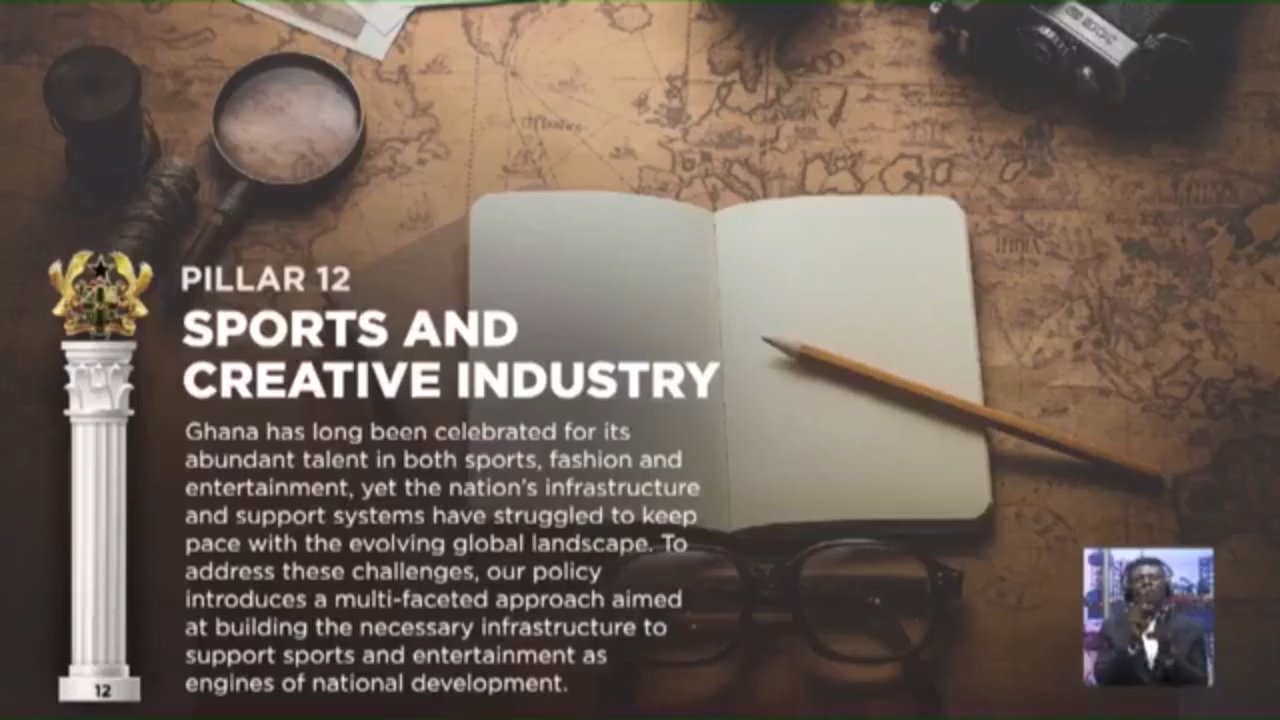 PILLAR 12
SPORTS AND
CREATIVE INDUSTRY
Ghana has long been celebrated for its
abundant talent in both sports, fashion and
entertainment, yet the nation's infrastructure
and support systems have struggled to keep
pace with the evolving global landscape. To
address these challenges, our policy
introduces a multi-faceted approach aimed
at building the necessary infrastructure to
support sports and entertainment as
engines of national development.
12